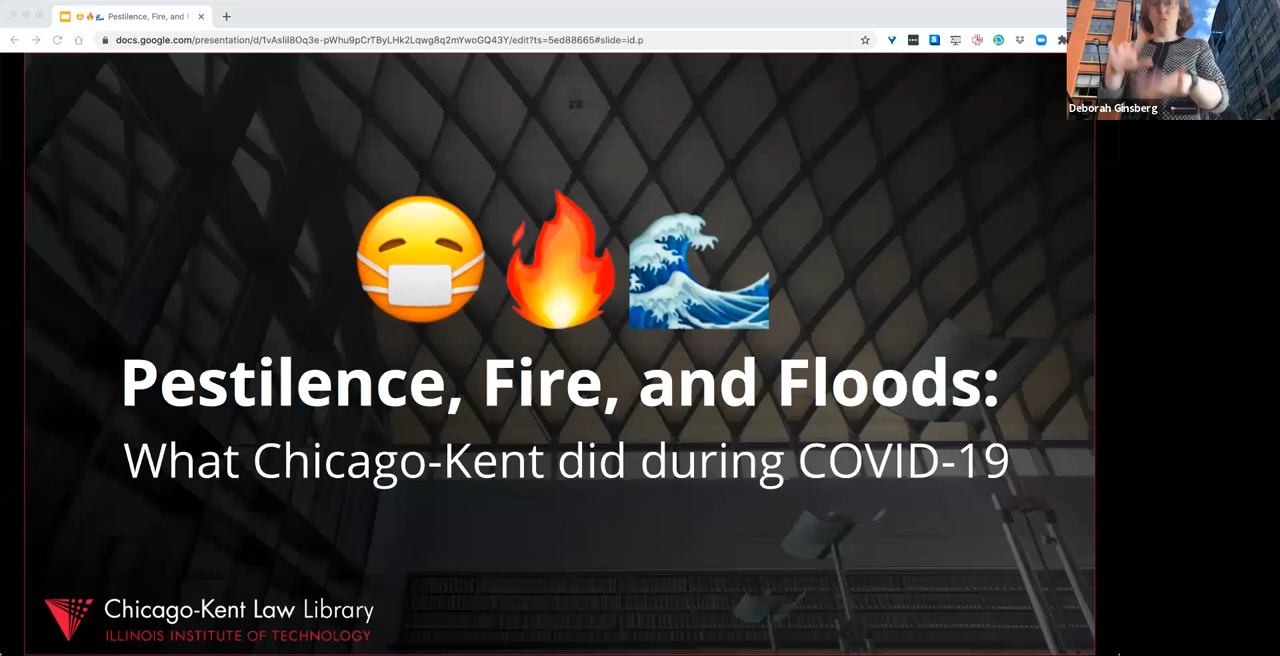 Pestilence, Fire, and F
docs.google.com/presentation/d/1vAslil8Oq3e-pWhu9pCrTByLHk2Lqwg8q2mYwoGQ43Y/edit?ts=5ed88665#slide=id.p
Deborah Ginsberg
Pestilence, Fire, and Floods:
What Chicago-Kent did during COVID-19
Chicago-Kent Law Library
ILLINOIS INSTITUTE OF TECHNOLOGY